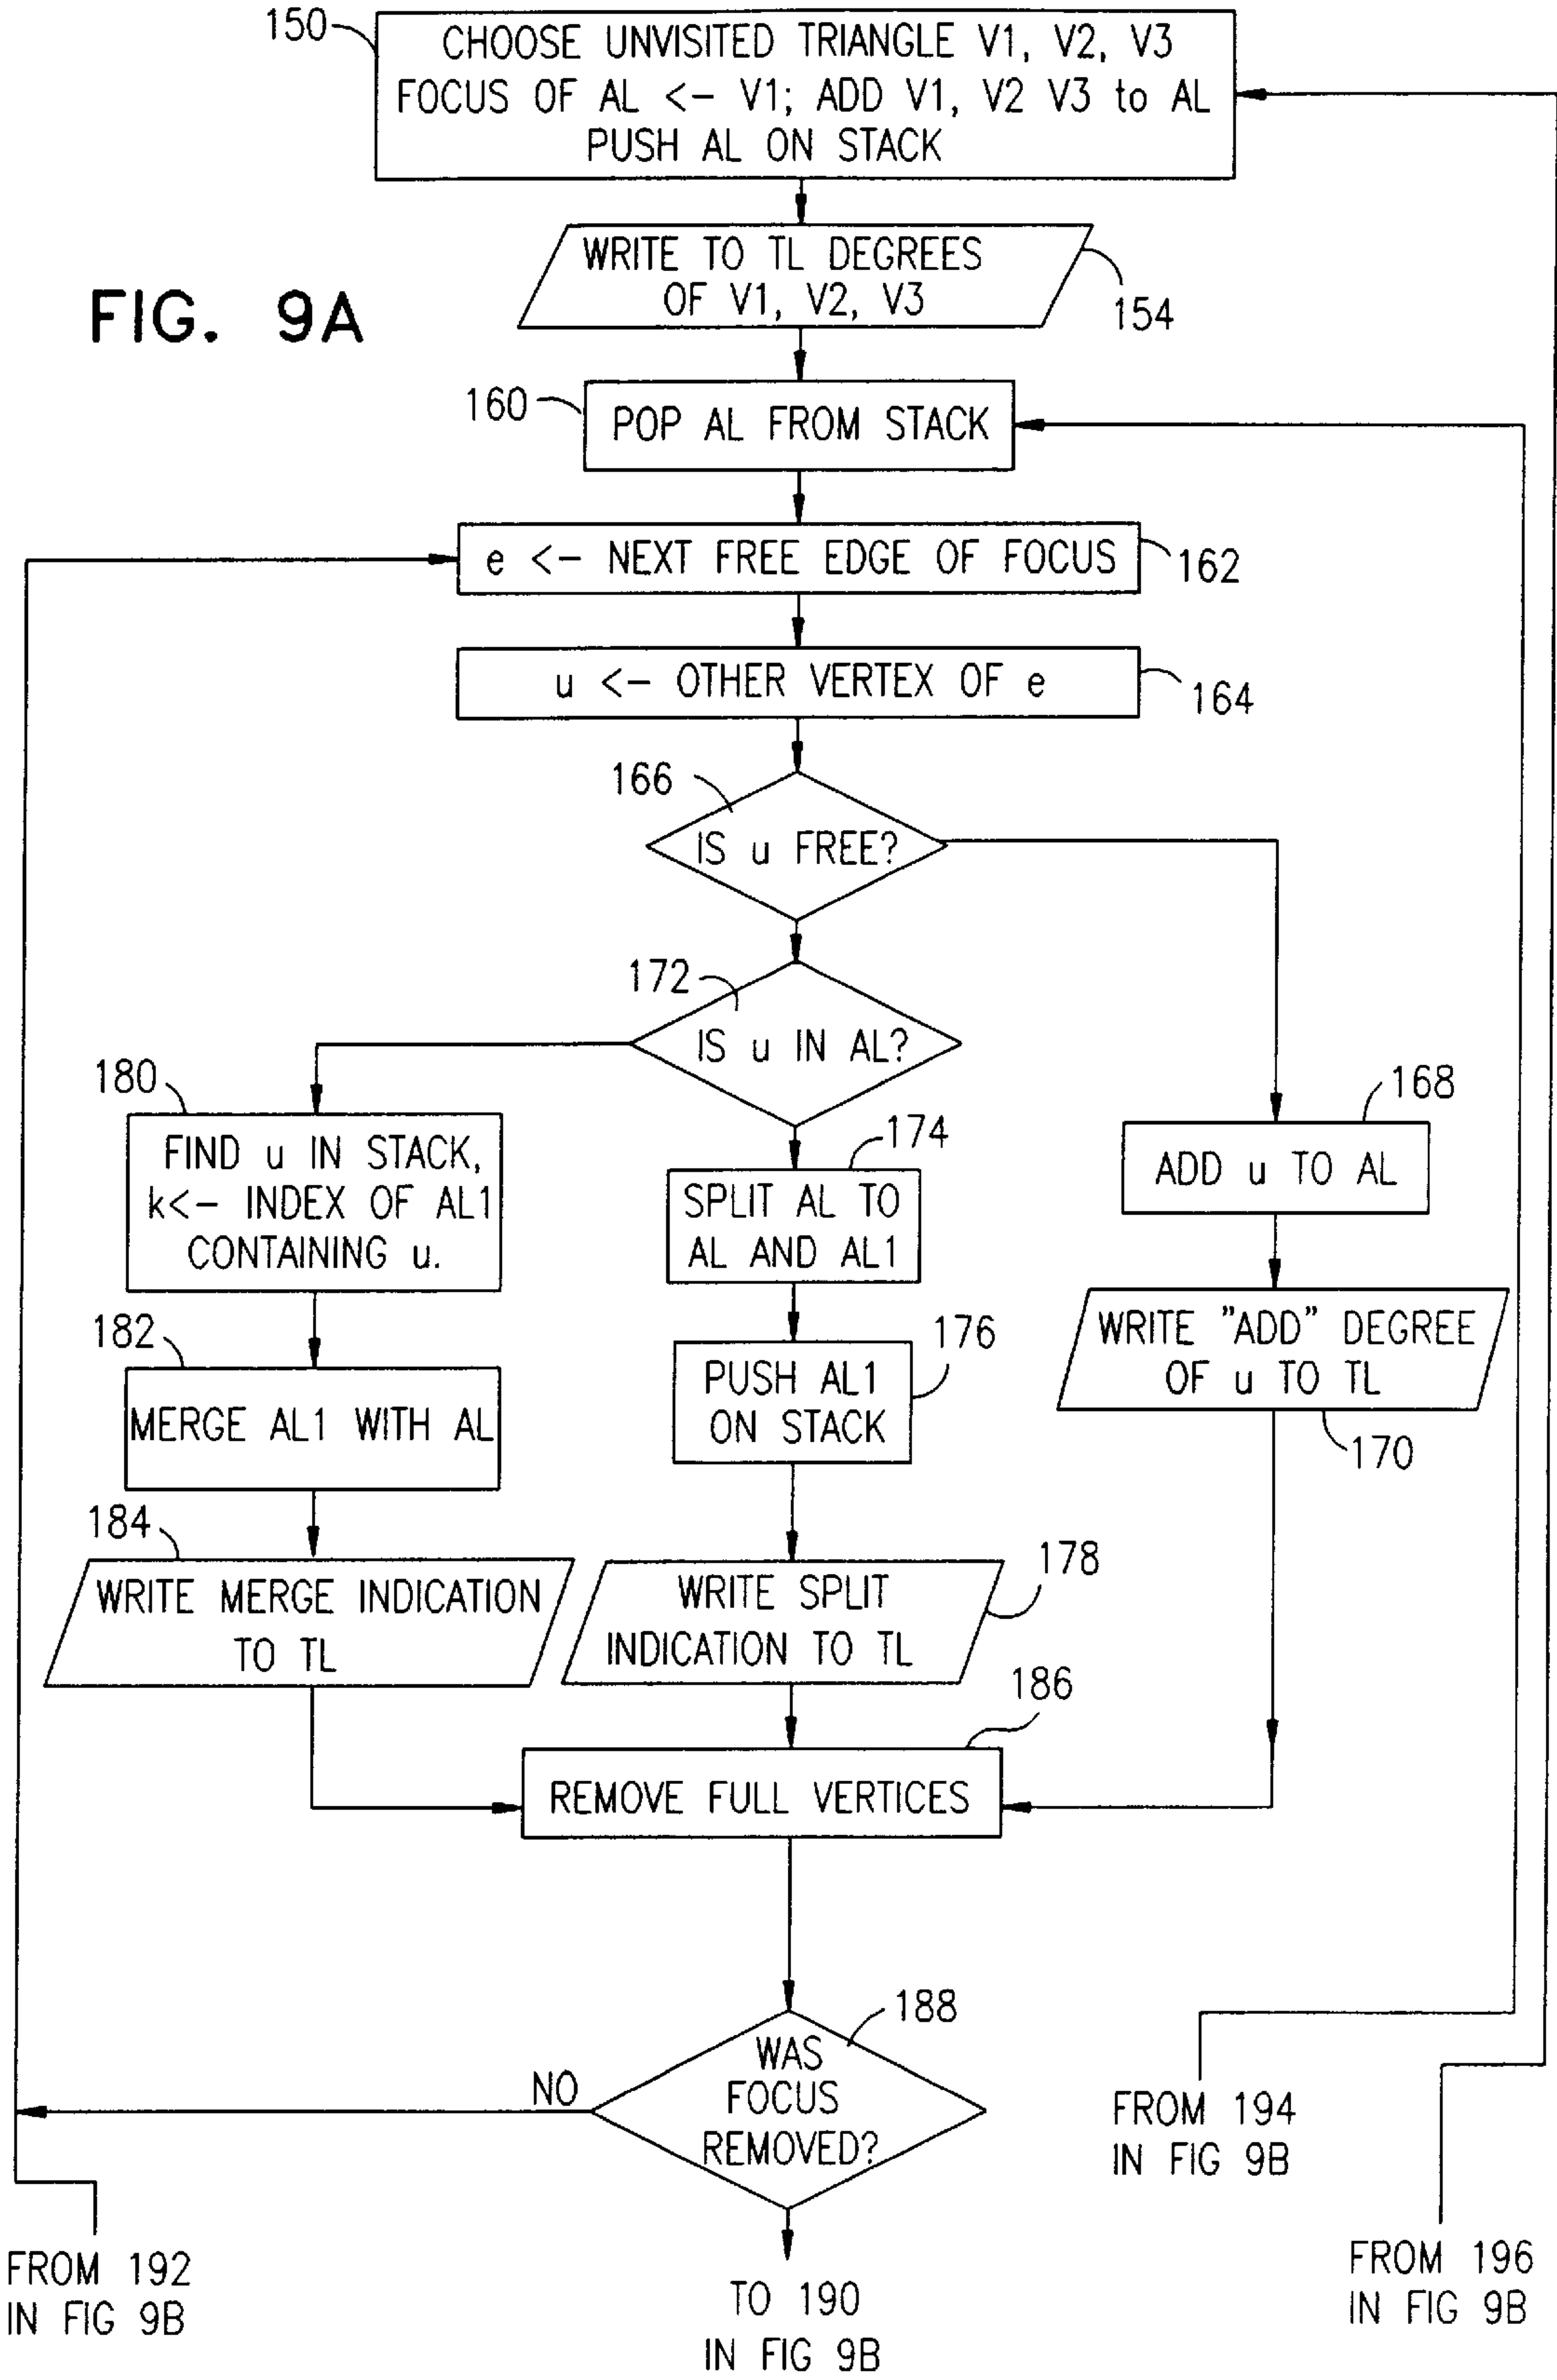 150
CHOOSE UNVISITED TRIANGLE V1, V2, V3
FOCUS OF AL <- V1; ADD V1, V2 V3 to AL
PUSH AL ON STACK
WRITE TO TL DEGREES
OF V1, V2, V3
154
FIG. 9A
160
POP AL FROM STACK
e <- NEXT FREE EDGE OF FOCUS
162
u <- OTHER VERTEX OF e
164
166
IS u FREE?
172
IS u IN AL?
180
FIND u IN STACK,
k<- INDEX OF AL1
CONTAINING u.
174
SPLIT AL TO
AL AND AL1
168
ADD u TO AL
182
MERGE AL1 WITH AL
176
PUSH AL1
ON STACK
WRITE "ADD" DEGREE
OF u TO TL
170
184
WRITE MERGE INDICATION
TO TL
WRITE SPLIT
INDICATION TO TL
178
186
REMOVE FULL VERTICES
188
WAS
FOCUS
REMOVED?
NO
FROM 194
IN FIG 9B
FROM 192
IN FIG 9B
TO 190
IN FIG 9B
FROM 196
IN FIG 9B